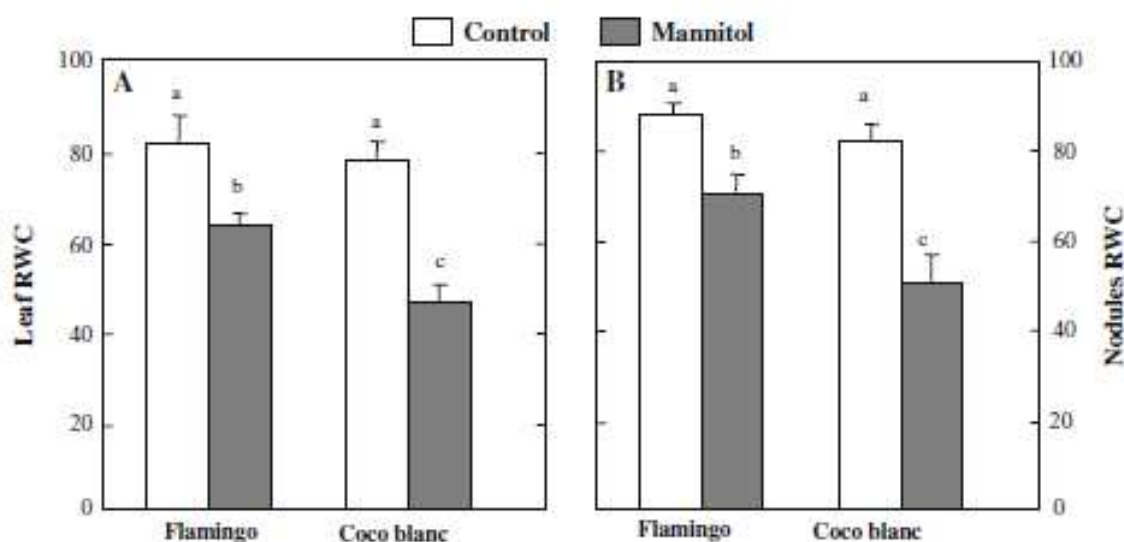 Control Mannitol
A
B
100
80
60
40
20
0
Leaf RWC
a
b
a
c
Flamingo Coco blanc
a
b
a
c
Flamingo Coco blanc
100
80
60
40
20
0
Nodules RWC